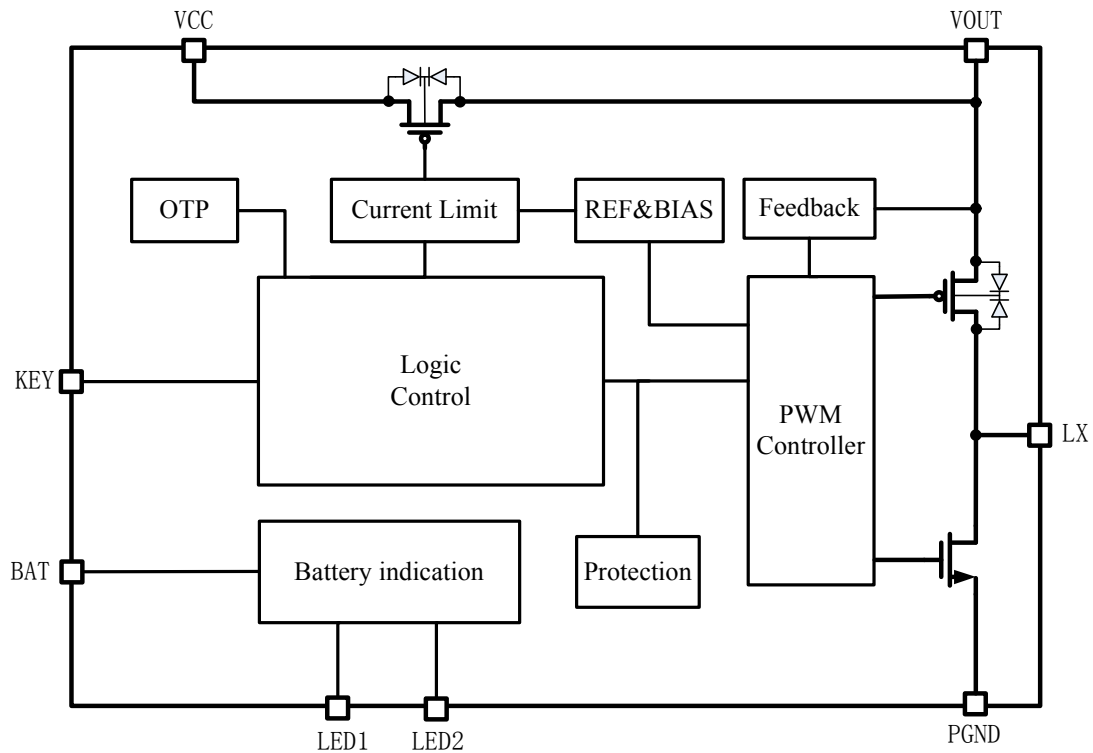 VCC
VOUT
OTP
Current Limit
REF&BIAS
Feedback
Logic
Control
KEY
PWM
Controller
LX
BAT
Battery indication
Protection
LED1
LED2
PGND